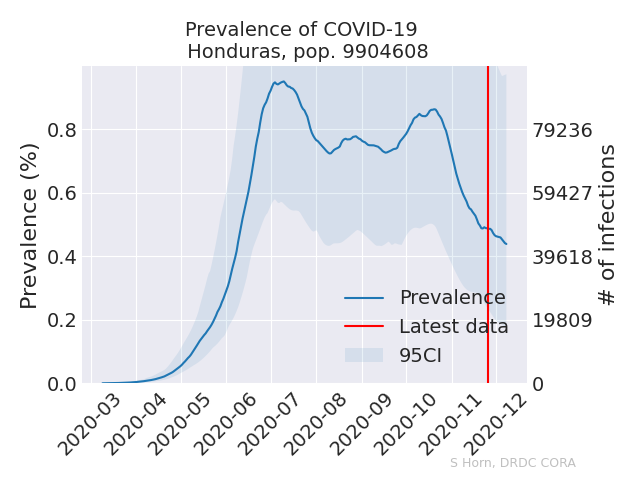 Prevalence of COVID-19
Honduras, pop. 9904608
Prevalence (%)
0.8
0.6
0.4
0.2
0.0
79236
59427
39618
19809
0
# of infections
Prevalence
Latest data
95CI
2020-03
2020-04
2020-05
2020-06
2020-07
2020-08
2020-09
2020-10
2020-11
2020-12
S Horn, DRDC CORA